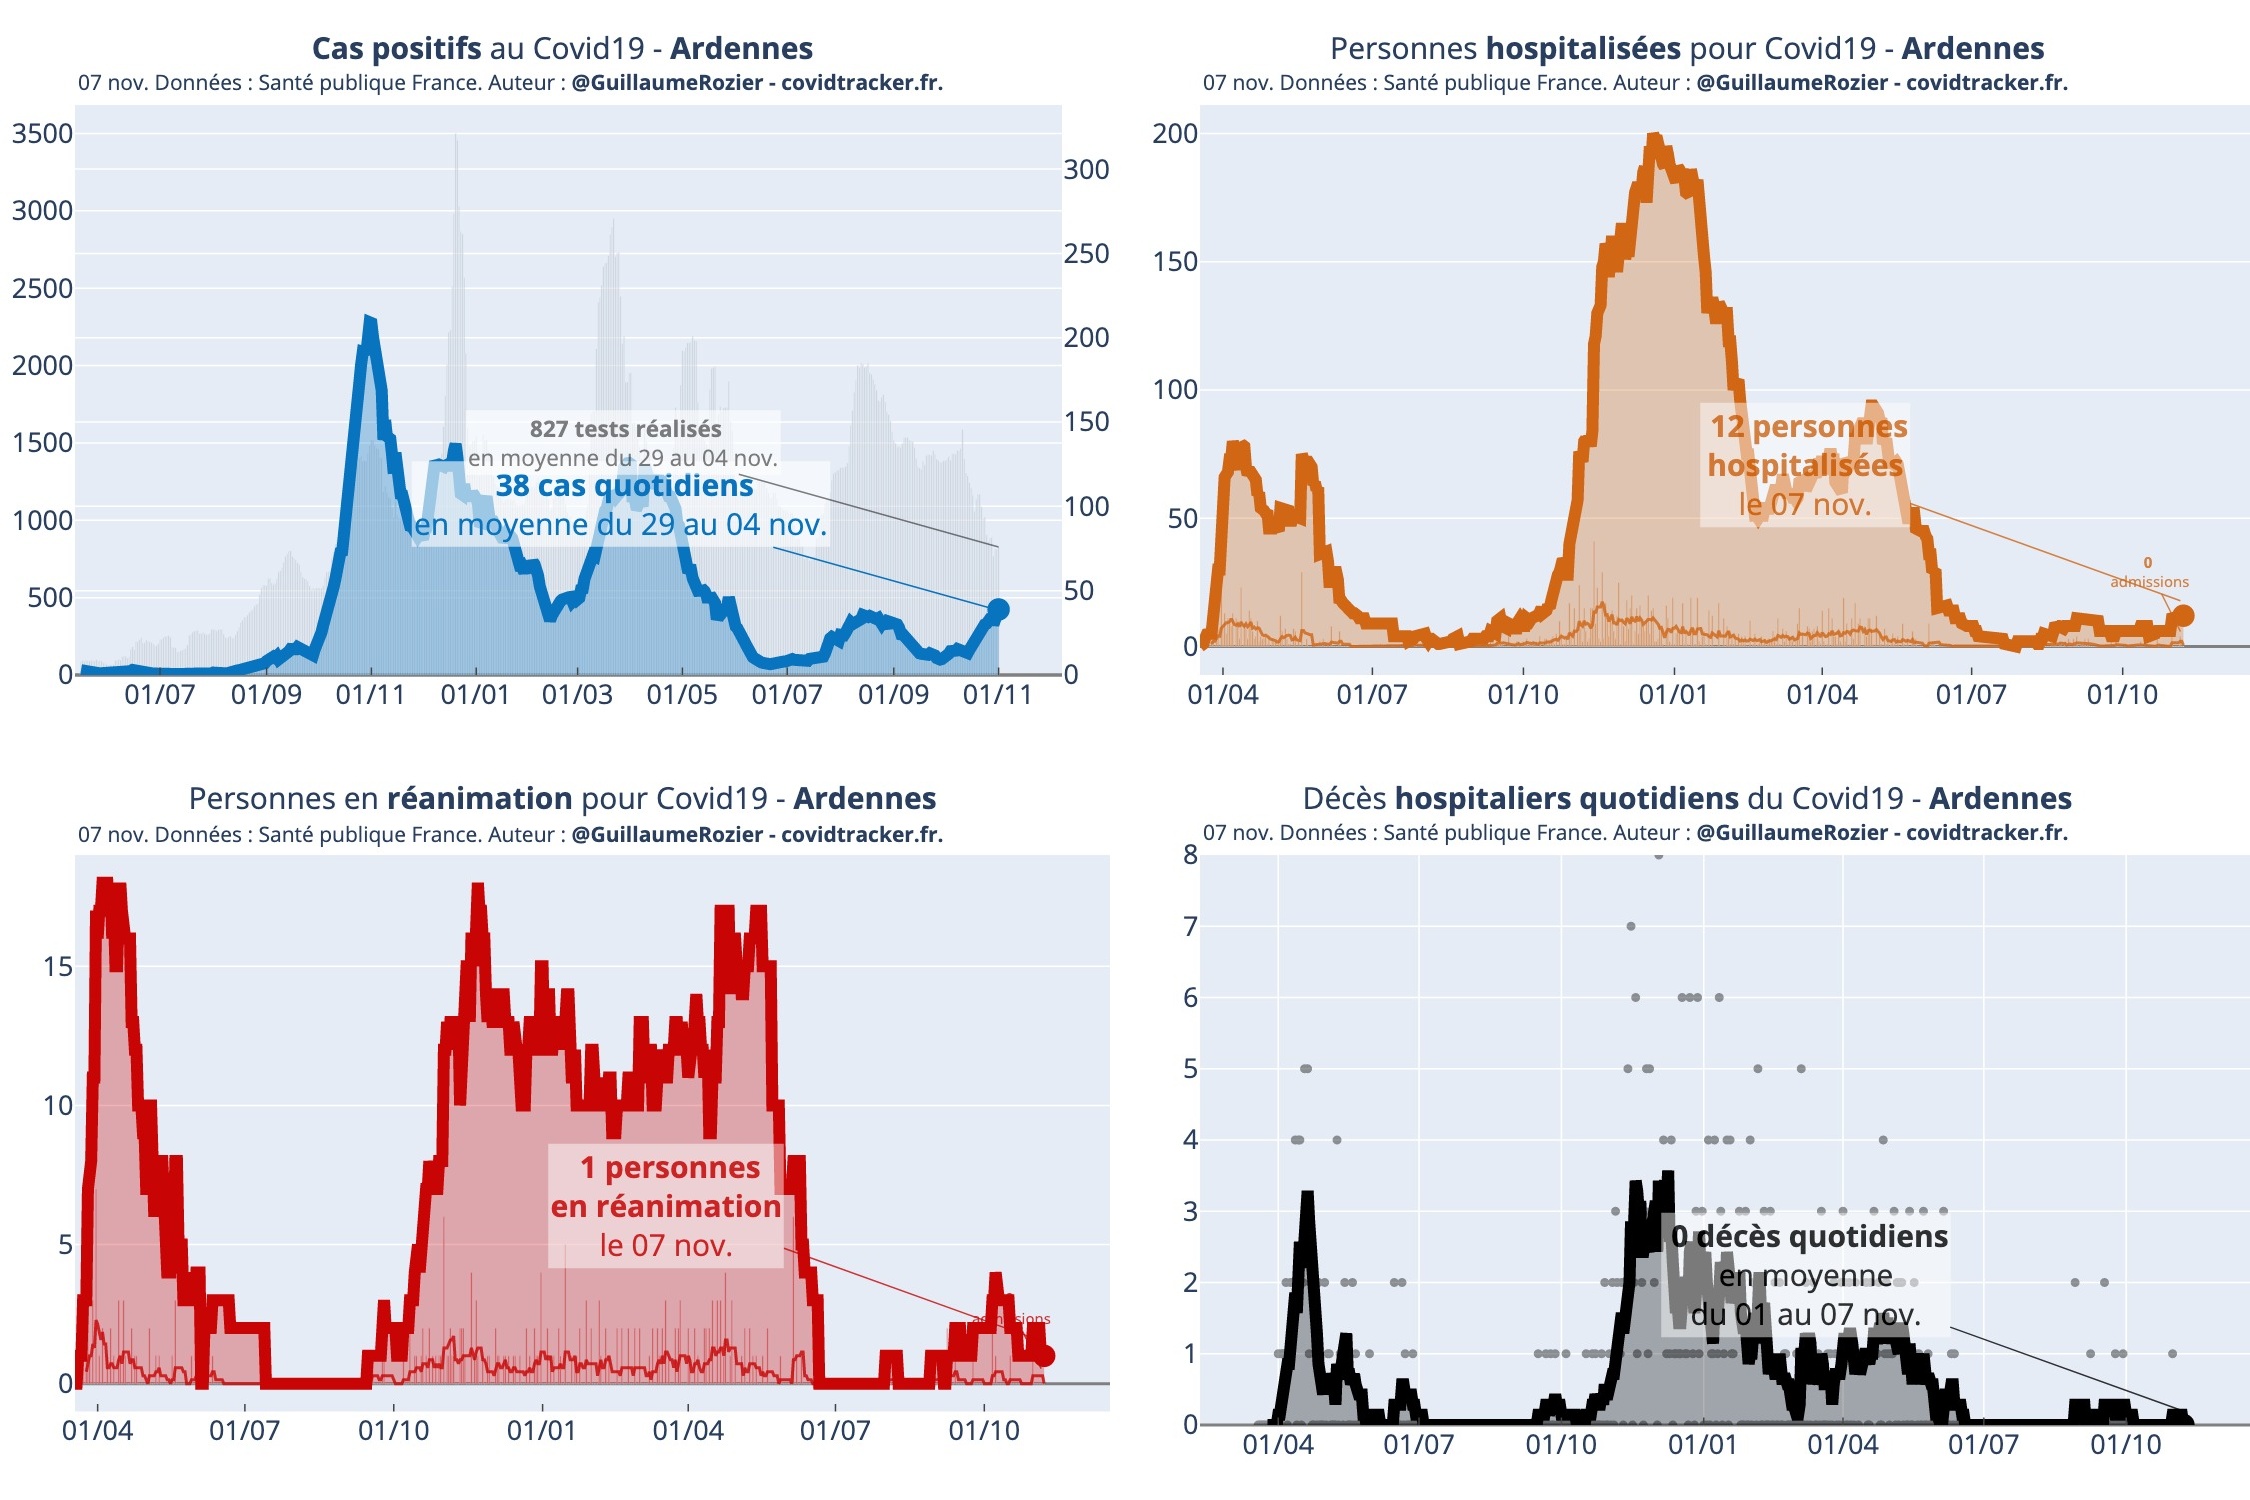 Cas positifs au Covid19 - Ardennes
07 nov. Données : Santé publique France. Auteur : @GuillaumeRozier - covidtracker.fr.
3500
3000
2500
2000
1500
1000
500
0
300
250
200
150
100
50
0
827 tests réalisés
en moyenne du 29 au 04 nov.
38 cas quotidiens
en moyenne du 29 au 04 nov.
01/07 01/09 01/11 01/01 01/03 01/05 01/07 01/09 01/11
Personnes hospitalisées pour Covid19 - Ardennes
07 nov. Données : Santé publique France. Auteur : @GuillaumeRozier - covidtracker.fr.
200
150
100
50
0
12 personnes
hospitalisées
le 07 nov.
0
admissions
01/04 01/07 01/10 01/01 01/04 01/07 01/10
Personnes en réanimation pour Covid19 - Ardennes
07 nov. Données : Santé publique France. Auteur : @GuillaumeRozier - covidtracker.fr.
15
10
5
0
1 personnes
en réanimation
le 07 nov.
admissions
01/04 01/07 01/10 01/01 01/04 01/07 01/10
Décès hospitaliers quotidiens du Covid19 - Ardennes
07 nov. Données : Santé publique France. Auteur : @GuillaumeRozier - covidtracker.fr.
8
7
6
5
4
3
2
1
0
0 décès quotidiens
en moyenne
du 01 au 07 nov.
01/04 01/07 01/10 01/01 01/04 01/07 01/10